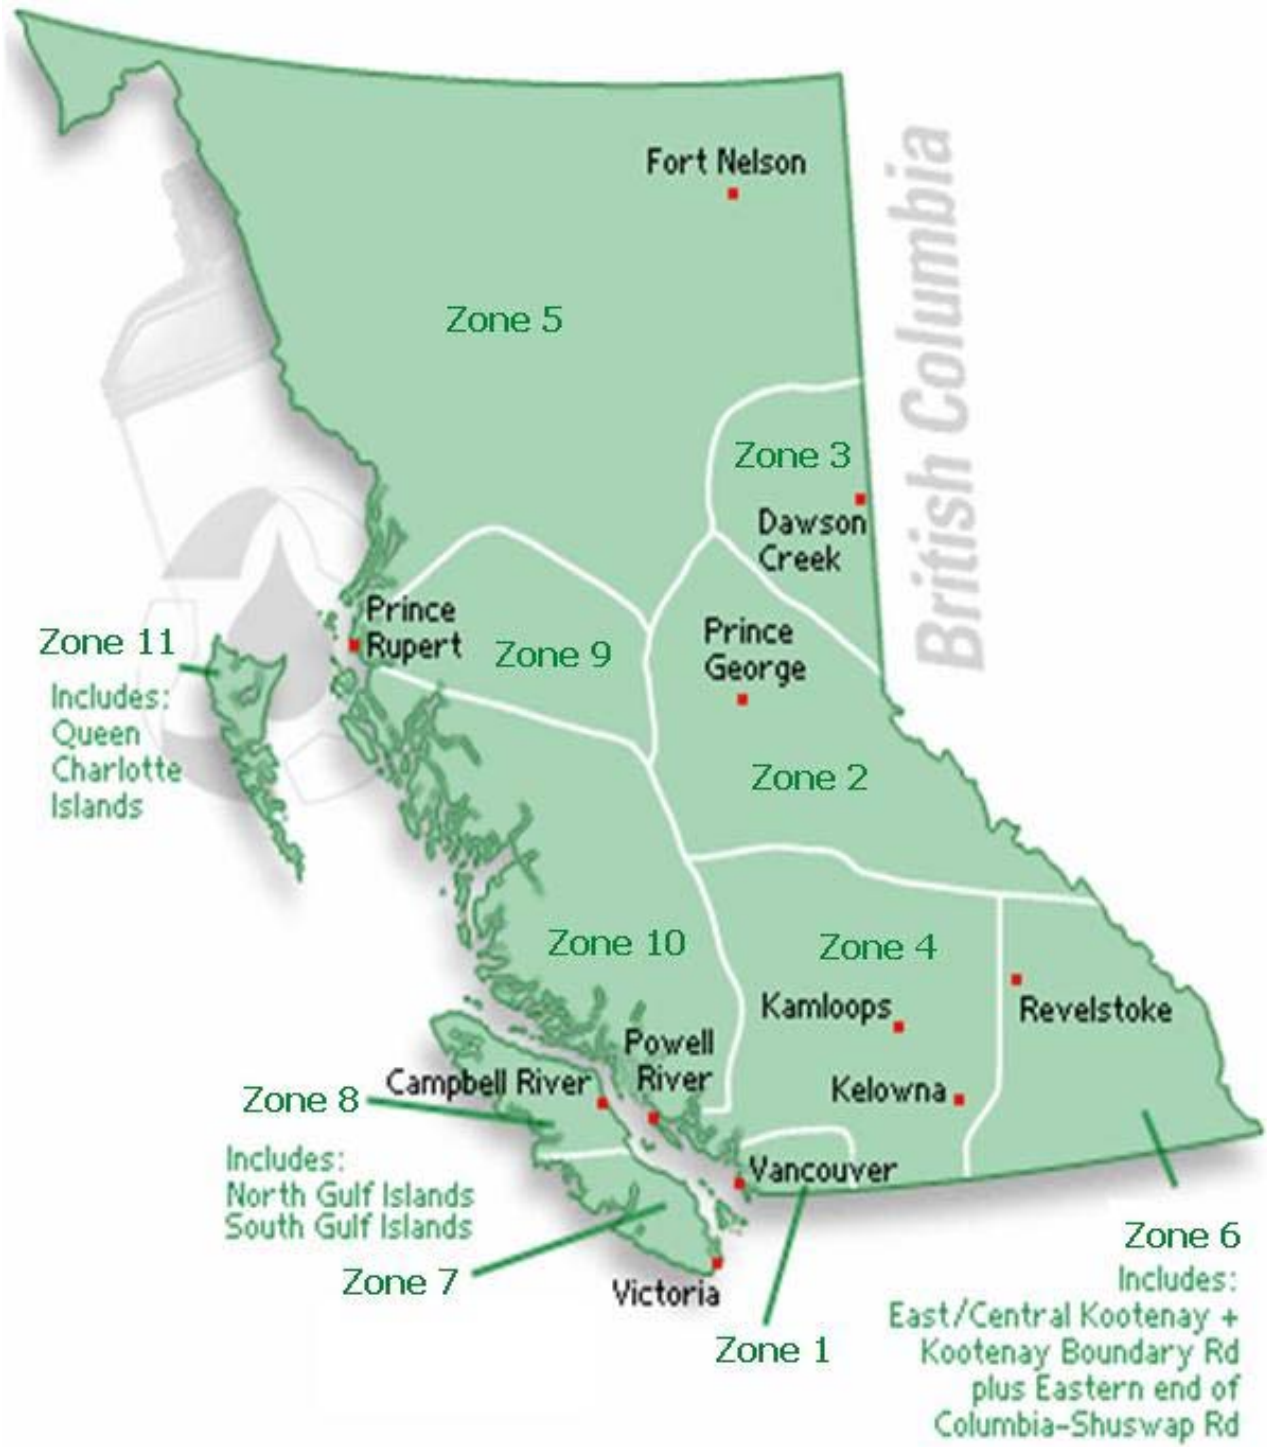 Fort Nelson
British Columbia
Zone 5
Zone 3
Dawson
Creek
Prince
Rupert
Zone 9
Prince
George
Zone 11
Includes:
Queen
Charlotte
Islands
Zone 2
Zone 10
Zone 4
Kamloops
Revelstoke
Powell
River
Campbell River
Kelowna
Zone 8
Includes:
North Gulf Islands
South Gulf Islands
Vancouver
Zone 7
Victoria
Zone 1
Zone 6
Includes:
East/Central Kootenay +
Kootenay Boundary Rd
plus Eastern end of
Columbia-Shuswap Rd